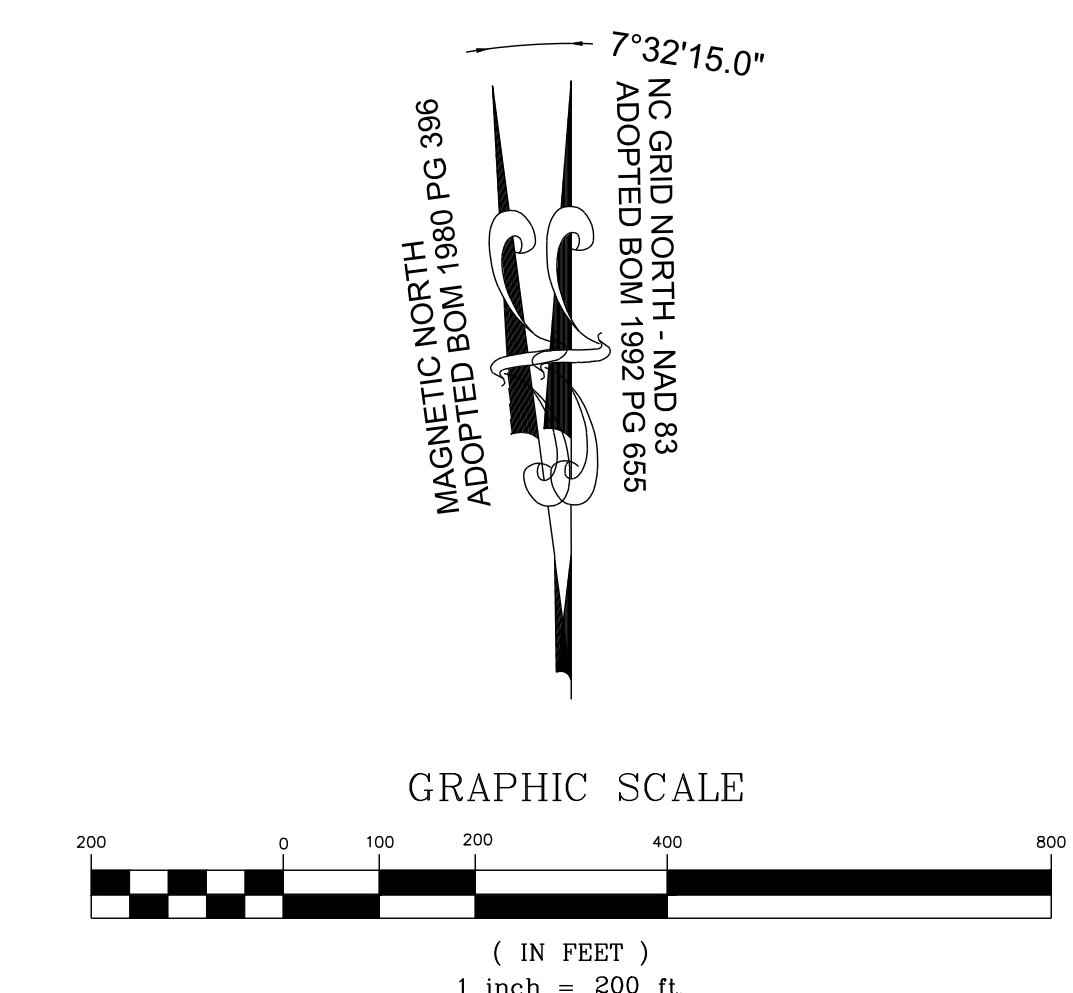 7°32'15.0"
MAGNETIC NORTH
ADOPTED BOM 1980 PG 396
NC GRID NORTH - NAD 83
ADOPTED BOM 1992 PG 655
GRAPHIC SCALE
200 0 100 200 400 800
( IN FEET )
1 inch = 200 ft.